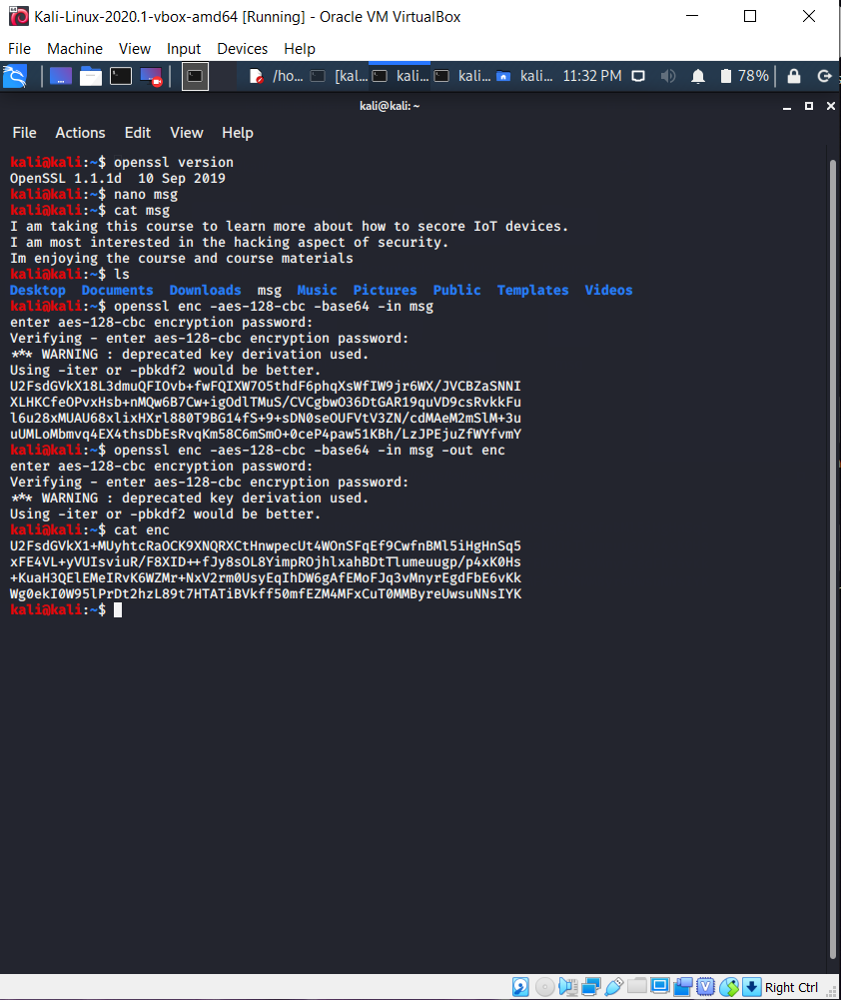 Kali-Linux-2020.1-vbox-amd64 [Running] - Oracle VM VirtualBox
File Machine View Input Devices Help
/ho... [kal... kali... kali... kali... 11:32 PM 78%
kali@kali: ~
File Actions Edit View Help
kali@kali:~$ openssl version
OpenSSL 1.1.1d  10 Sep 2019
kali@kali:~$ nano msg
kali@kali:~$ cat msg
I am taking this course to learn more about how to secore IoT devices.
I am most interested in the hacking aspect of security.
Im enjoying the course and course materials
kali@kali:~$ ls
Desktop  Documents  Downloads  msg  Music  Pictures  Public  Templates  Videos
kali@kali:~$ openssl enc -aes-128-cbc -base64 -in msg
enter aes-128-cbc encryption password:
Verifying - enter aes-128-cbc encryption password:
*** WARNING : deprecated key derivation used.
Using -iter or -pbkdf2 would be better.
U2FsdGVkX18L3dmuQFIOvb+fwFQIXW7O5thdF6phqXsWfIW9jr6WX/JVCBZaSNNI
XLHKCfeOPvxHsb+nMQw6B7Cw+igOdlTMuS/CVCgbwO36DtGAR19quVD9csRvkkFu
l6u28xMUAU68xlixHXrl880T9BG14fS+9+sDN0seOUFVtV3ZN/cdMAeM2mSlM+3u
uUMLoMbmvq4EX4thsDbEsRvqKm58C6mSmO+0ceP4paw51KBh/LzJPEjuZfWYfvmY
kali@kali:~$ openssl enc -aes-128-cbc -base64 -in msg -out enc
enter aes-128-cbc encryption password:
Verifying - enter aes-128-cbc encryption password:
*** WARNING : deprecated key derivation used.
Using -iter or -pbkdf2 would be better.
kali@kali:~$ cat enc
U2FsdGVkX1+MUyhtcRaOCK9XNQRXCtHnwpecUt4WOnSFqEf9CwfnBMl5iHgHnSq5
xFE4VL+yVUIsviuR/F8XID++fJy8sOL8YimpROjhlxahBDtTlumeuugp/p4xK0Hs
+KuaH3QElEMeIRvK6WZMr+NxV2rm0UsyEqIhDW6gAfEMoFJq3vMnyrEgdFbE6vKk
Wg0ekI0W95lPrDt2hzL89t7HTATiBVkff50mfEZM4MFxCuT0MMByreUwsuNNsIYK
kali@kali:~$
Right Ctrl